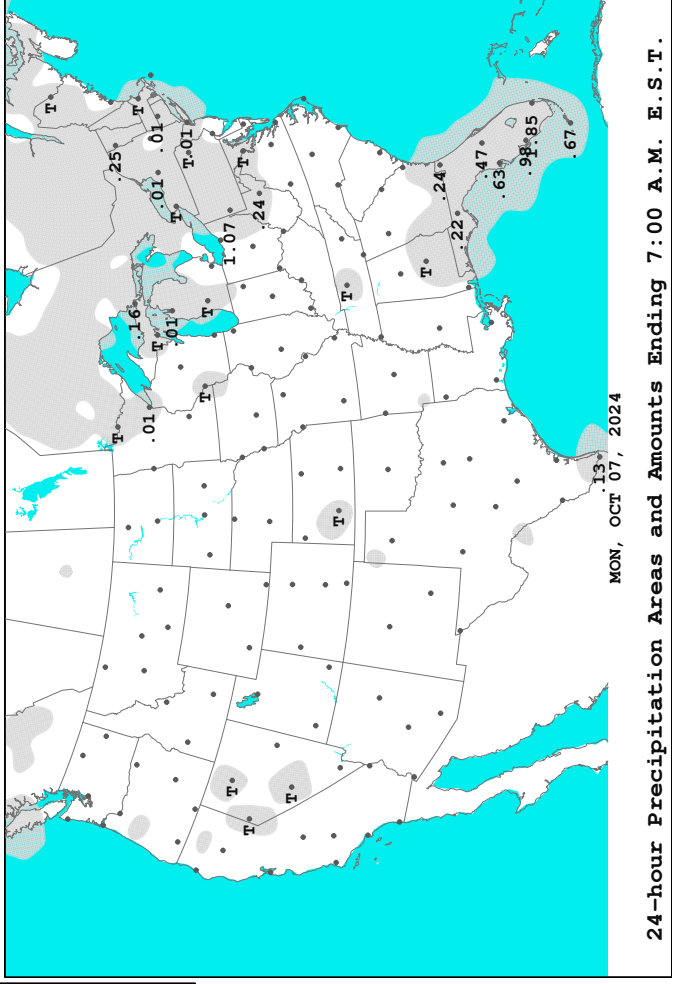 T
T
.25
.01
T
.01
.01
T
T
.24
1.07
.16
T
.01
T
T
.01
T
T
T
.24
.22
.47
.63
.98
1.85
.67
T
.13
T
T
T
MON, OCT 07, 2024
24-hour Precipitation Areas and Amounts Ending 7:00 A.M. E.S.T.